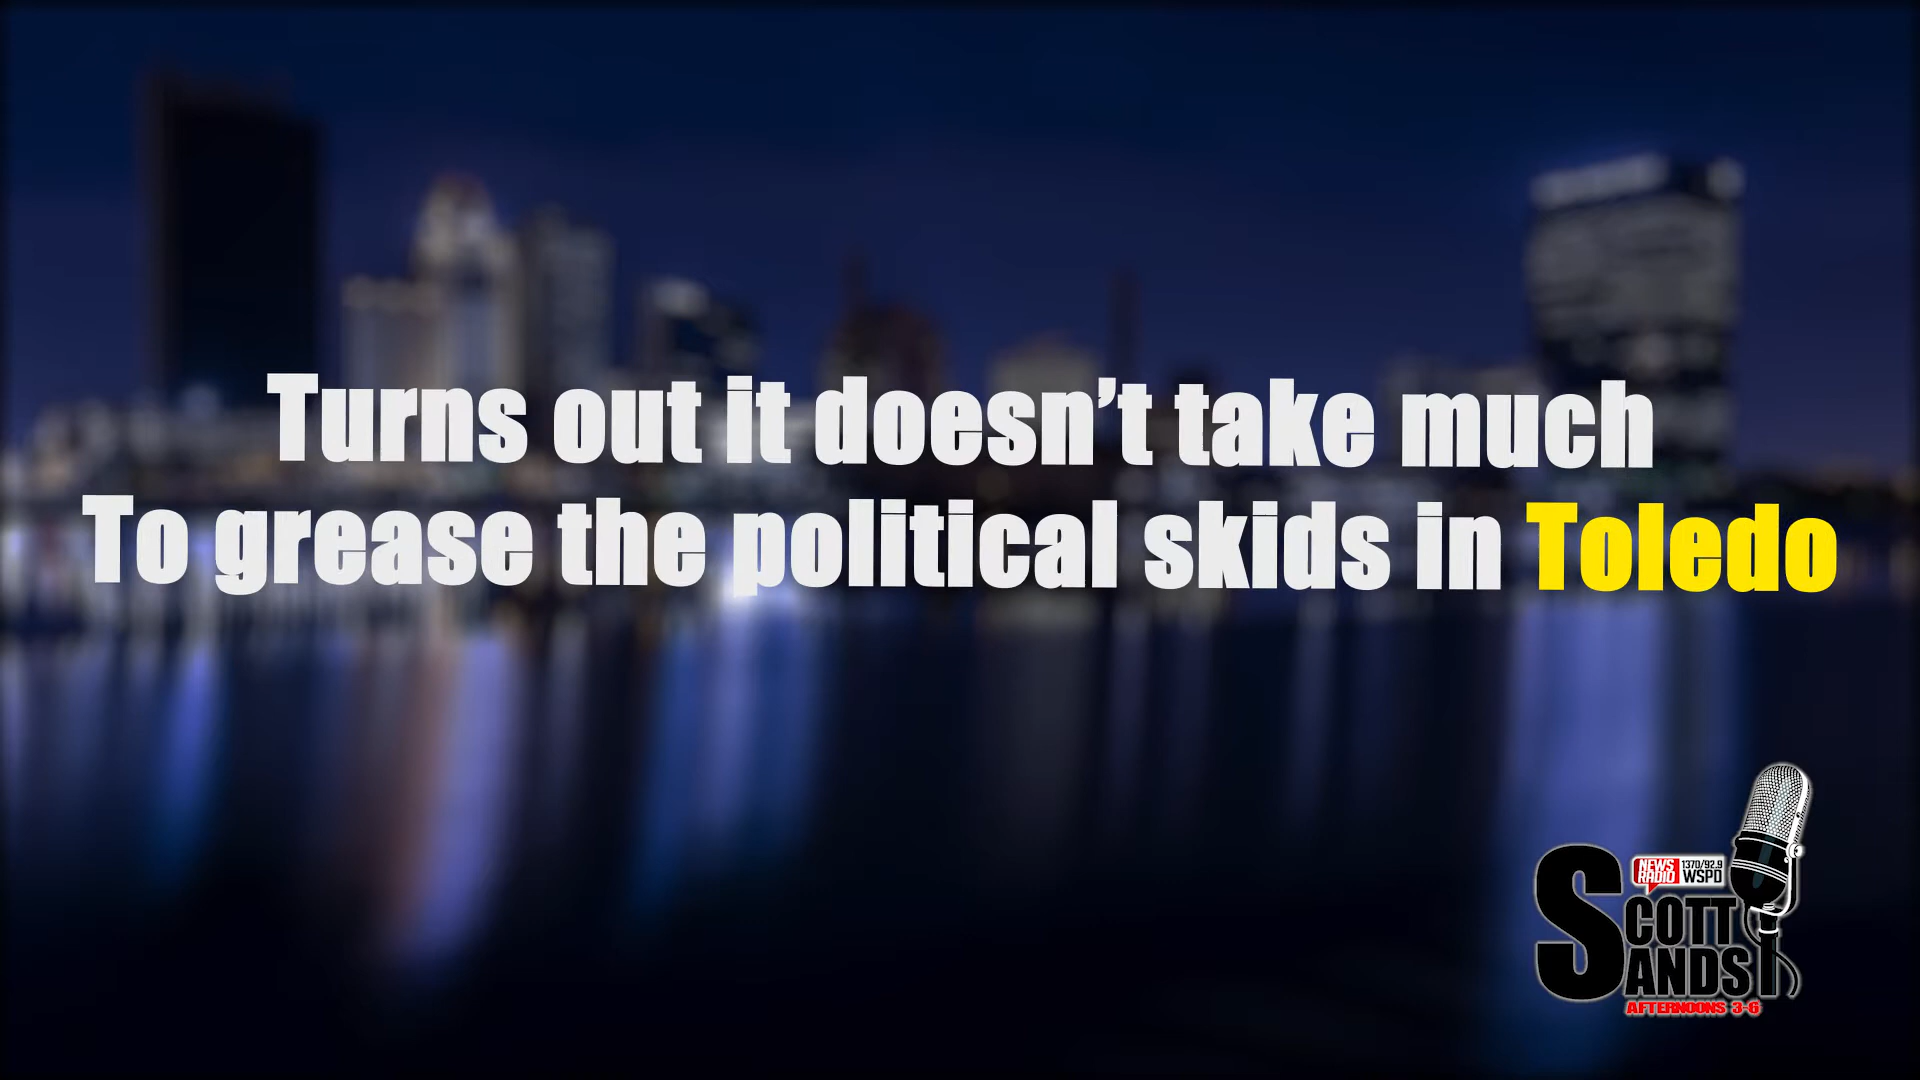 Turns out it doesn't take much
To grease the political skids in Toledo
NEWS RADIO 1370/92.9 WSPD
SCOTT
SANDS
AFTERNOONS 3-6